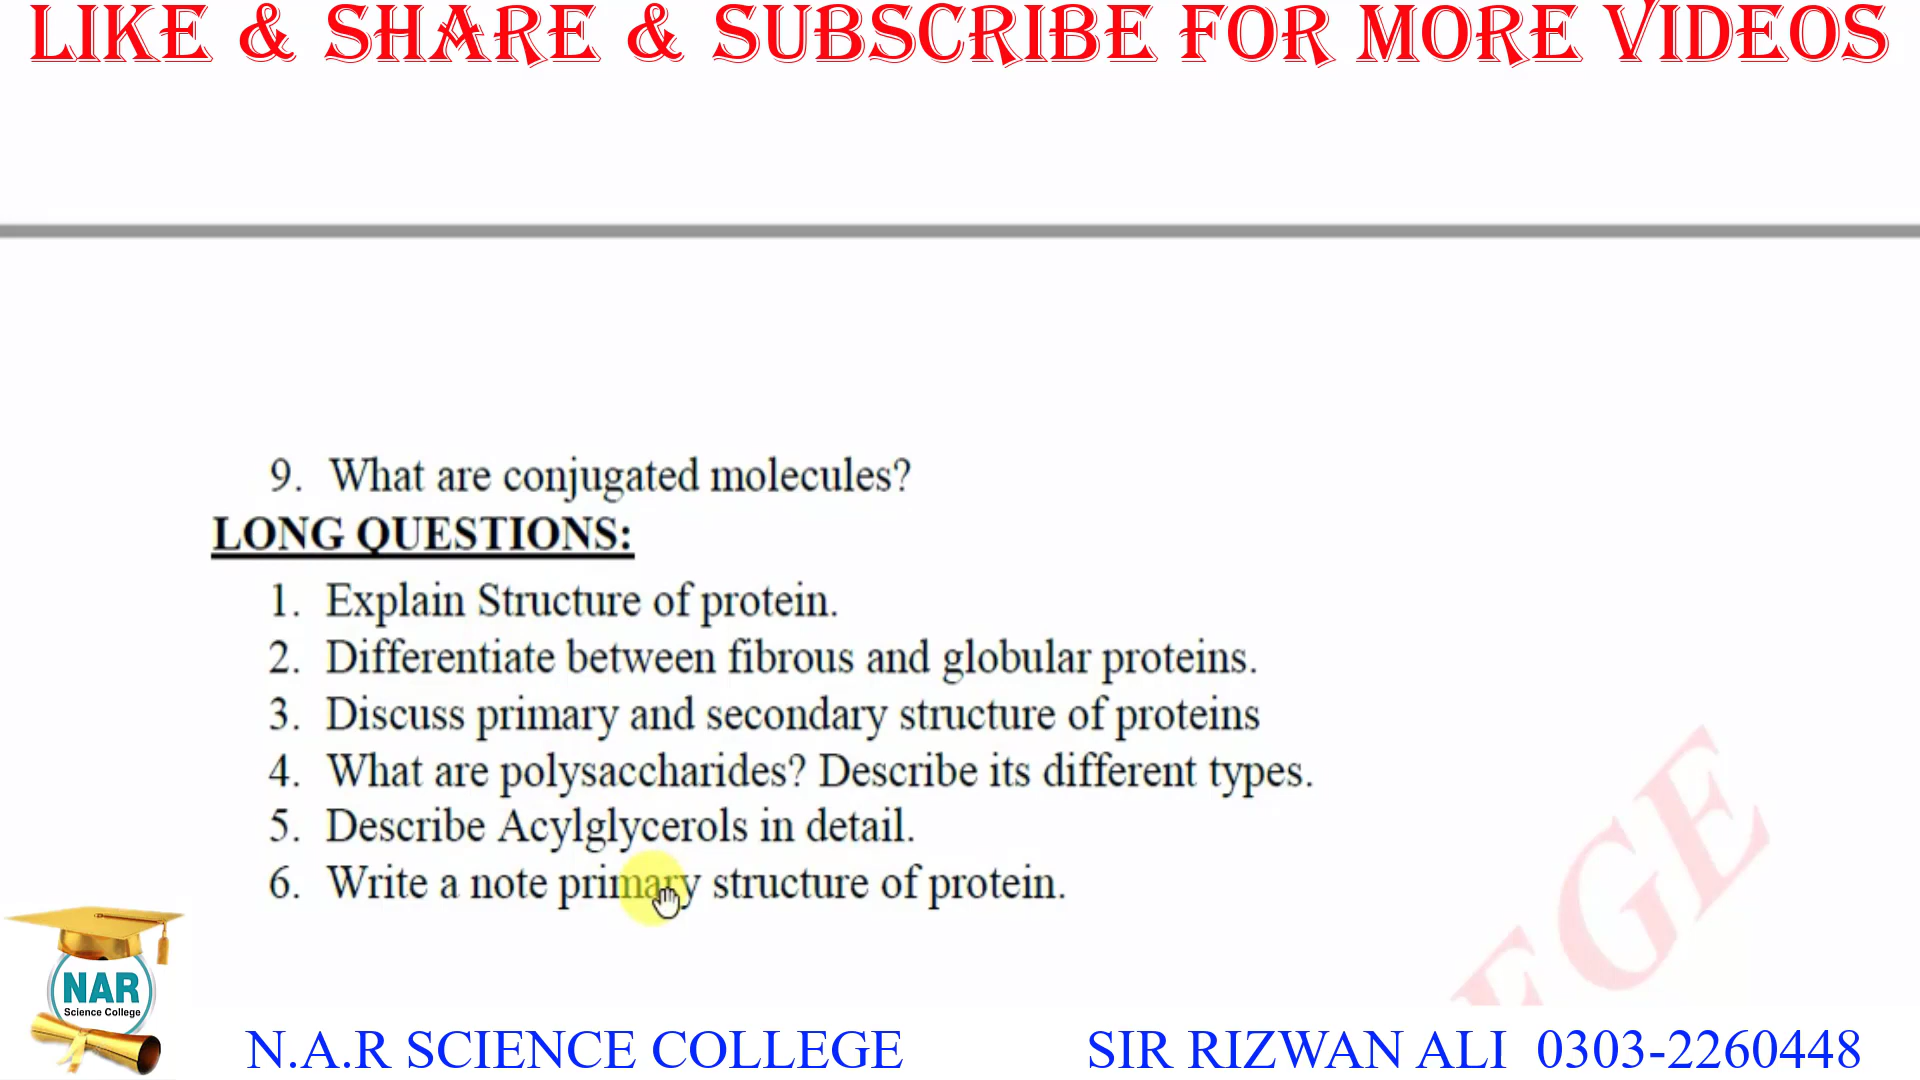 LIKE & SHARE & SUBSCRIBE FOR MORE VIDEOS
9. What are conjugated molecules?
LONG QUESTIONS:
1. Explain Structure of protein.
2. Differentiate between fibrous and globular proteins.
3. Discuss primary and secondary structure of proteins
4. What are polysaccharides? Describe its different types.
5. Describe Acylglycerols in detail.
6. Write a note primary structure of protein.
EGE
NAR
Science College
N.A.R SCIENCE COLLEGE SIR RIZWAN ALI 0303-2260448